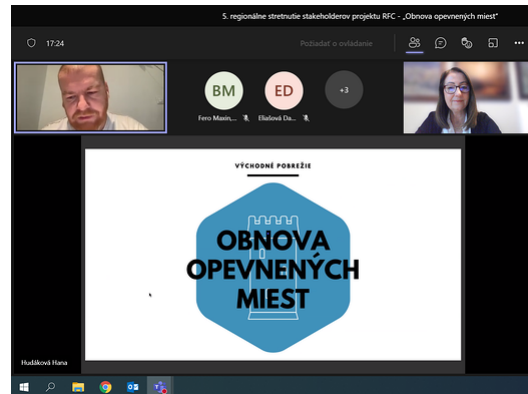 5. regionálne stretnutie stakeholderov projektu RFC - „Obnova opevnených miest"
17:24
Požiadať o ovládanie
BM
ED
+3
Fero Maxin,...
Eliašová Da...
VÝCHODNÉ POBREŽIE
OBNOVA
OPEVNENÝCH
MIEST
Hudáková Hana